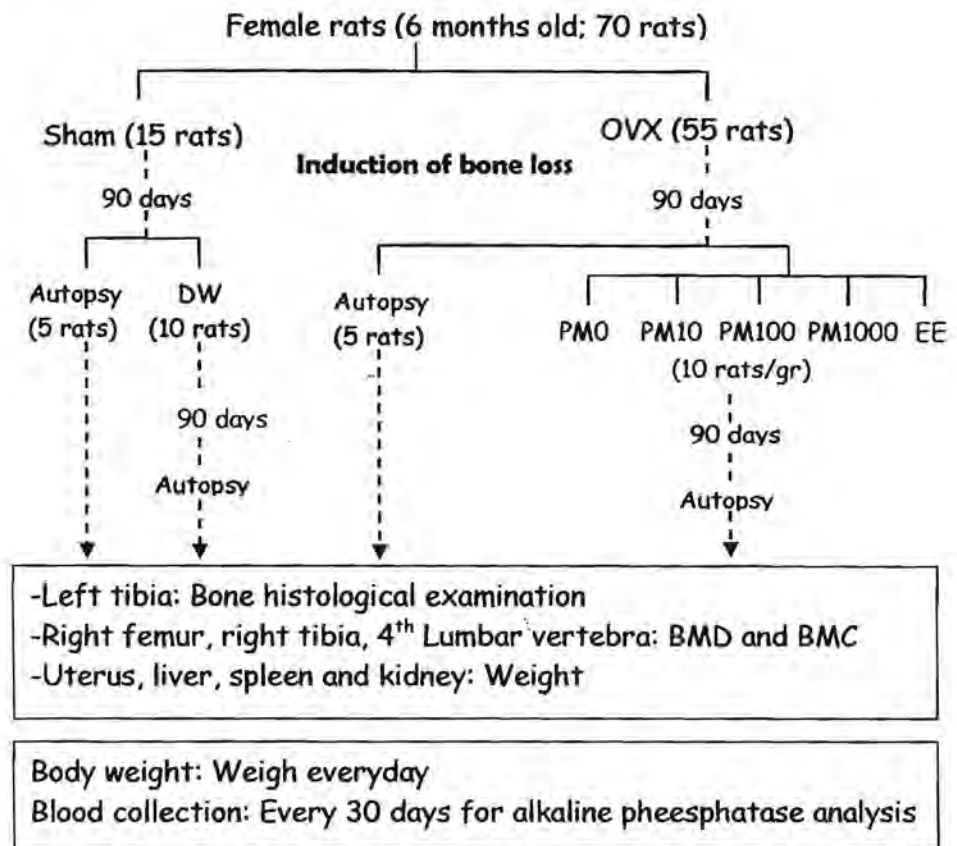 Female rats (6 months old; 70 rats)
Sham (15 rats)
OVX (55 rats)
Induction of bone loss
90 days
90 days
Autopsy
(5 rats)
DW
(10 rats)
Autopsy
(5 rats)
PM0 PM10 PM100 PM1000 EE
(10 rats/gr)
90 days
90 days
Autopsy
Autopsy
-Left tibia: Bone histological examination
-Right femur, right tibia, 4th Lumbar vertebra: BMD and BMC
-Uterus, liver, spleen and kidney: Weight
Body weight: Weigh everyday
Blood collection: Every 30 days for alkaline pheesphatase analysis